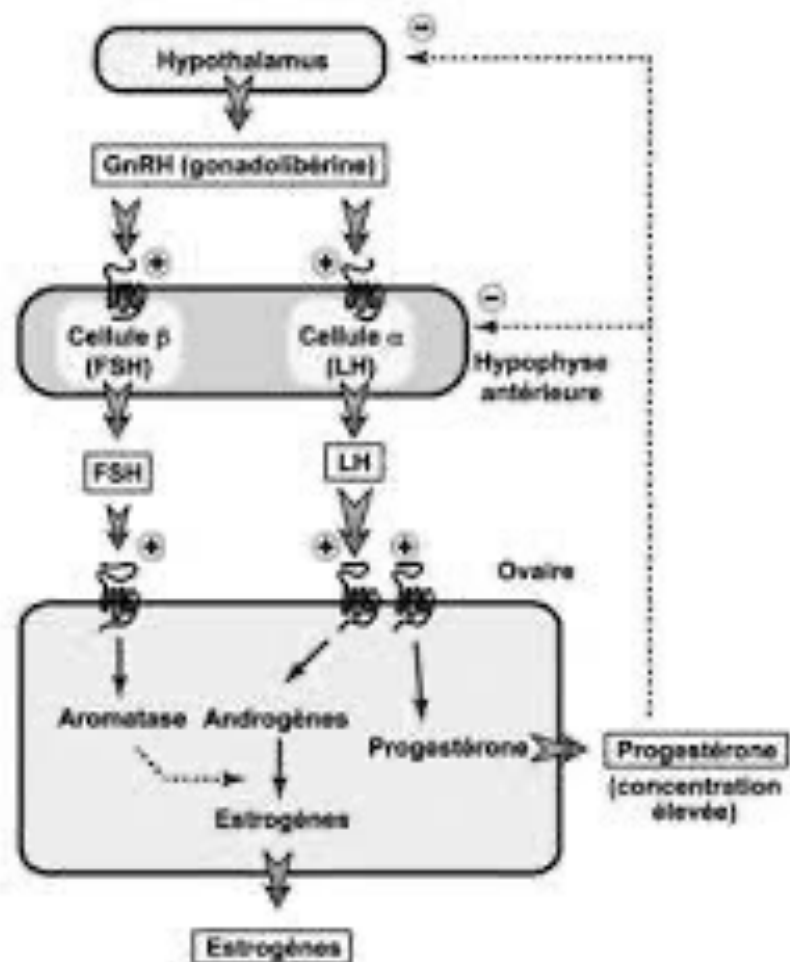 ⊖
Hypothalamus
GnRH (gonadolibérine)
+ +
⊖
Cellule β
(FSH)
Cellule α
(LH)
Hypophyse
antérieure
FSH
LH
+ + +
Ovaire
Aromatase
Androgènes
Progestérone
Progestérone
(concentration
élevée)
Estrogènes
Estrogènes